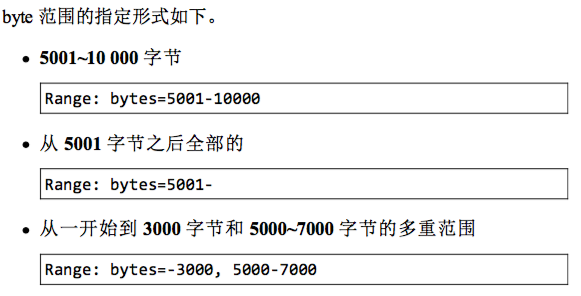 byte 范围的指定形式如下。
● 5001~10 000 字节
Range: bytes=5001-10000
● 从 5001 字节之后全部的
Range: bytes=5001-
● 从一开始到 3000 字节和 5000~7000 字节的多重范围
Range: bytes=-3000, 5000-7000